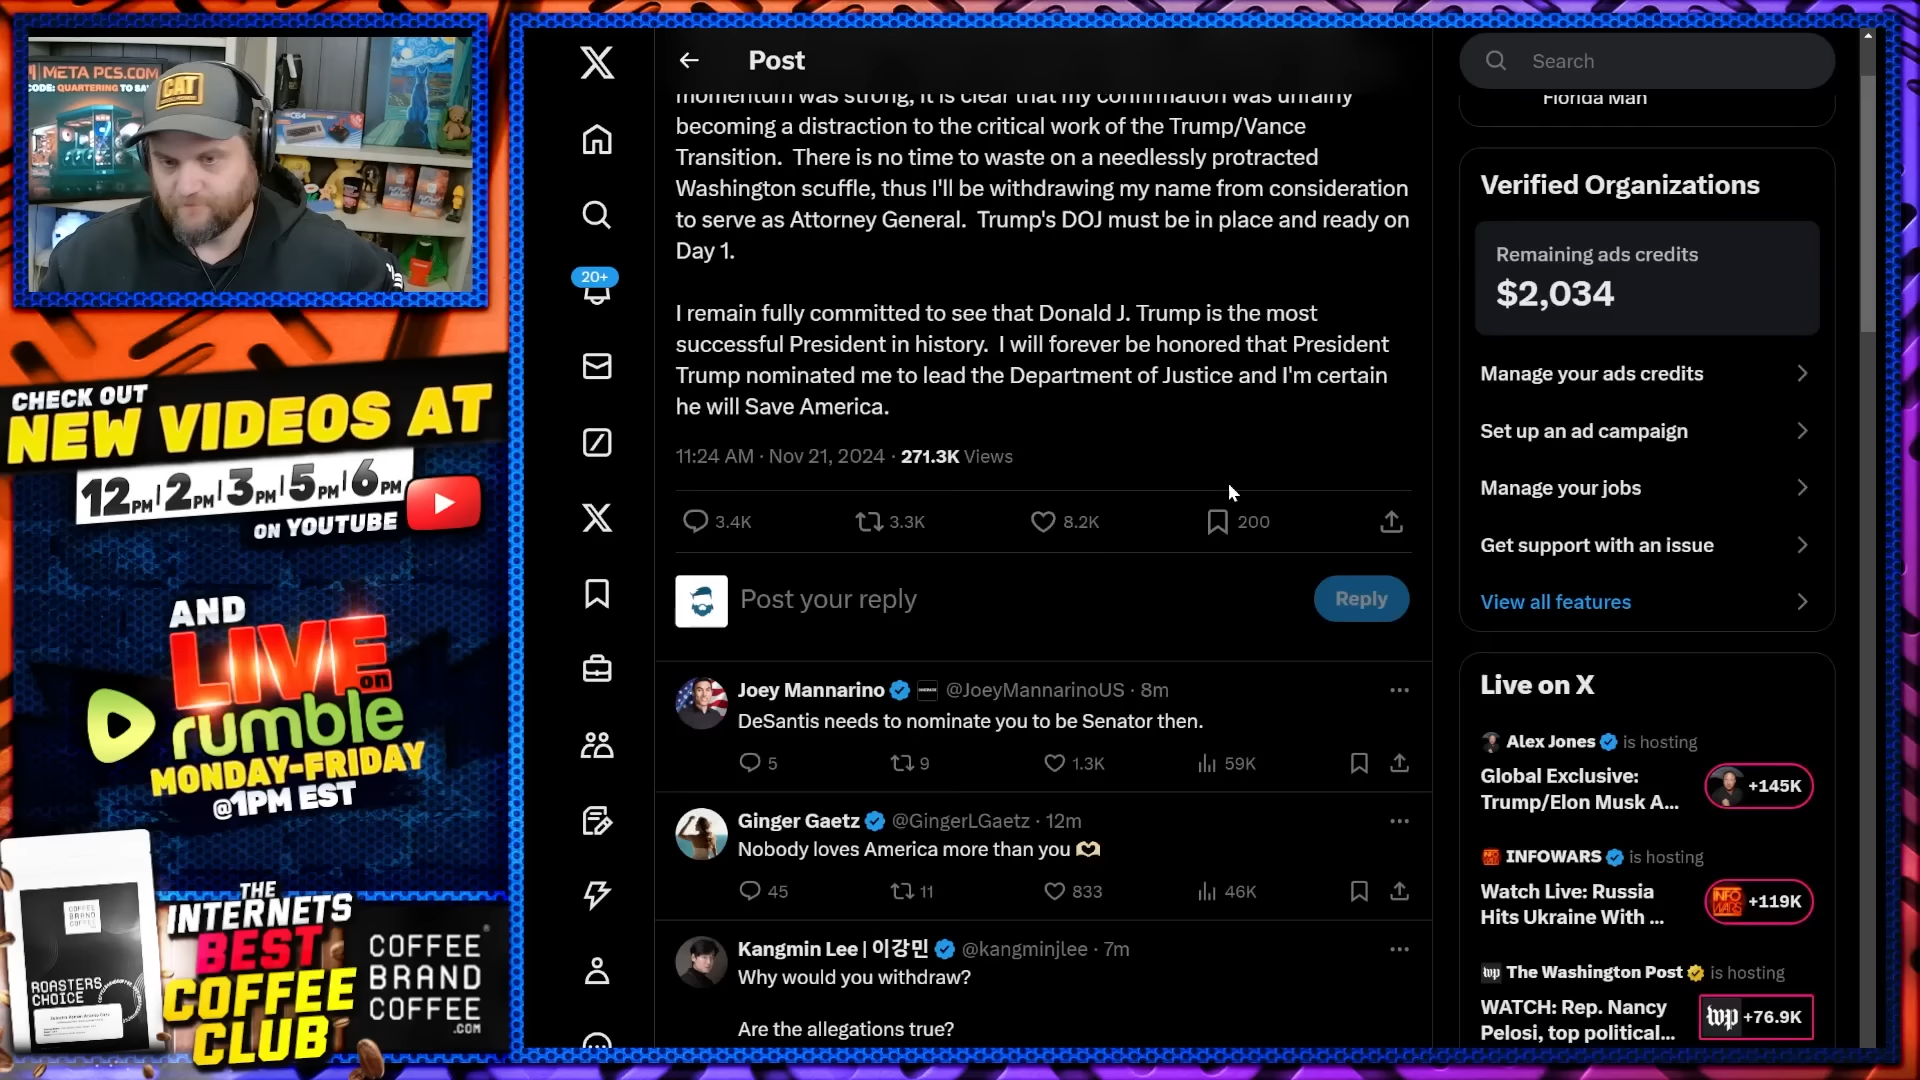 META PCS.COM
CODE: QUARTERING TO SA
CAT
C64
CHECK OUT
NEW VIDEOS AT
12PM | 2PM | 3PM | 5PM | 6PM
ON YOUTUBE
AND
LIVE on
rumble
MONDAY-FRIDAY
@1PM EST
THE
INTERNETS
BEST
COFFEE
CLUB
COFFEE
BRAND
COFFEE
.COM
COFFEE
BRAND
COFFEE
ROASTERS
CHOICE
Post
momentum was strong, it is clear that my confirmation was unfairly
becoming a distraction to the critical work of the Trump/Vance
Transition.  There is no time to waste on a needlessly protracted
Washington scuffle, thus I'll be withdrawing my name from consideration
to serve as Attorney General.  Trump's DOJ must be in place and ready on
Day 1.
I remain fully committed to see that Donald J. Trump is the most
successful President in history.  I will forever be honored that President
Trump nominated me to lead the Department of Justice and I'm certain
he will Save America.
11:24 AM · Nov 21, 2024 · 271.3K Views
3.4K 3.3K 8.2K 200
Post your reply
Reply
Joey Mannarino @JoeyMannarinoUS · 8m
DeSantis needs to nominate you to be Senator then.
5 9 1.3K 59K
Ginger Gaetz @GingerLGaetz · 12m
Nobody loves America more than you 🫶
45 11 833 46K
Kangmin Lee | 이강민 @kangminjlee · 7m
Why would you withdraw?
Are the allegations true?
20+
Search
Florida Man
Verified Organizations
Remaining ads credits
$2,034
Manage your ads credits
Set up an ad campaign
Manage your jobs
Get support with an issue
View all features
Live on X
Alex Jones is hosting
Global Exclusive:
Trump/Elon Musk A...
+145K
INFOWARS is hosting
Watch Live: Russia
Hits Ukraine With ...
INFO WARS
+119K
wp The Washington Post is hosting
WATCH: Rep. Nancy
Pelosi, top political...
wp +76.9K